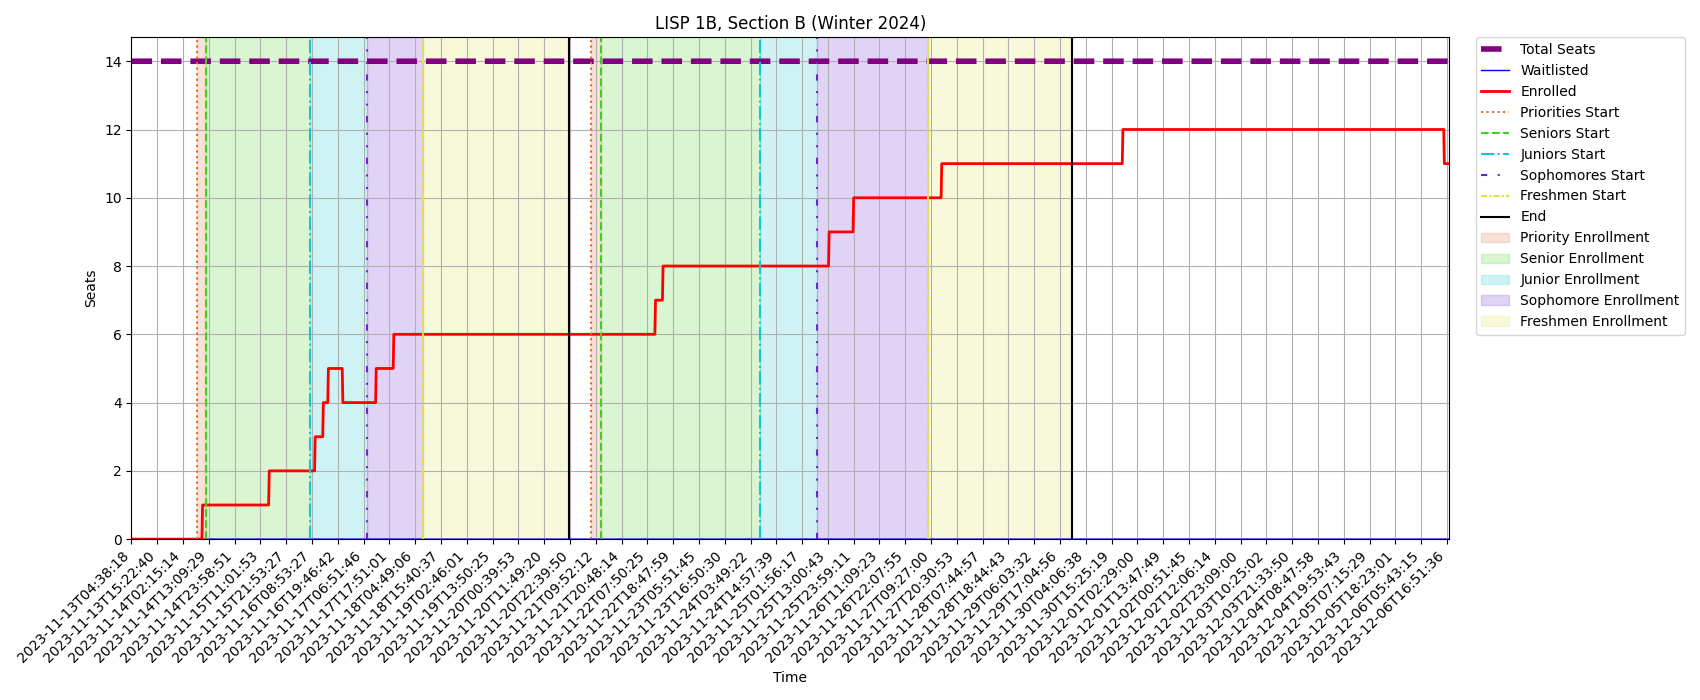 LISP 1B, Section B (Winter 2024)
Seats
14
12
10
8
6
4
2
0
2023-11-13T04:38:18
2023-11-13T15:22:40
2023-11-14T02:15:14
2023-11-14T13:09:29
2023-11-14T23:58:51
2023-11-15T11:01:53
2023-11-15T21:53:27
2023-11-16T08:53:27
2023-11-16T19:46:42
2023-11-17T06:51:46
2023-11-17T17:51:01
2023-11-18T04:49:06
2023-11-18T15:40:37
2023-11-19T02:46:01
2023-11-19T13:50:25
2023-11-20T00:39:53
2023-11-20T11:49:20
2023-11-20T22:39:50
2023-11-21T09:52:12
2023-11-21T20:48:14
2023-11-22T07:50:25
2023-11-22T18:47:59
2023-11-23T05:51:45
2023-11-23T16:50:30
2023-11-24T03:49:22
2023-11-24T14:57:39
2023-11-25T01:56:17
2023-11-25T13:00:43
2023-11-25T23:59:11
2023-11-26T11:09:23
2023-11-26T22:07:55
2023-11-27T09:27:00
2023-11-27T20:30:53
2023-11-28T07:44:57
2023-11-28T18:44:43
2023-11-29T06:03:32
2023-11-29T17:04:56
2023-11-30T04:06:38
2023-11-30T15:25:19
2023-12-01T02:29:00
2023-12-01T13:47:49
2023-12-02T00:51:45
2023-12-02T12:06:14
2023-12-02T23:09:00
2023-12-03T10:25:02
2023-12-03T21:33:50
2023-12-04T08:47:58
2023-12-04T19:53:43
2023-12-05T07:15:29
2023-12-05T18:23:01
2023-12-06T05:43:15
2023-12-06T16:51:36
Time
Total Seats
Waitlisted
Enrolled
Priorities Start
Seniors Start
Juniors Start
Sophomores Start
Freshmen Start
End
Priority Enrollment
Senior Enrollment
Junior Enrollment
Sophomore Enrollment
Freshmen Enrollment